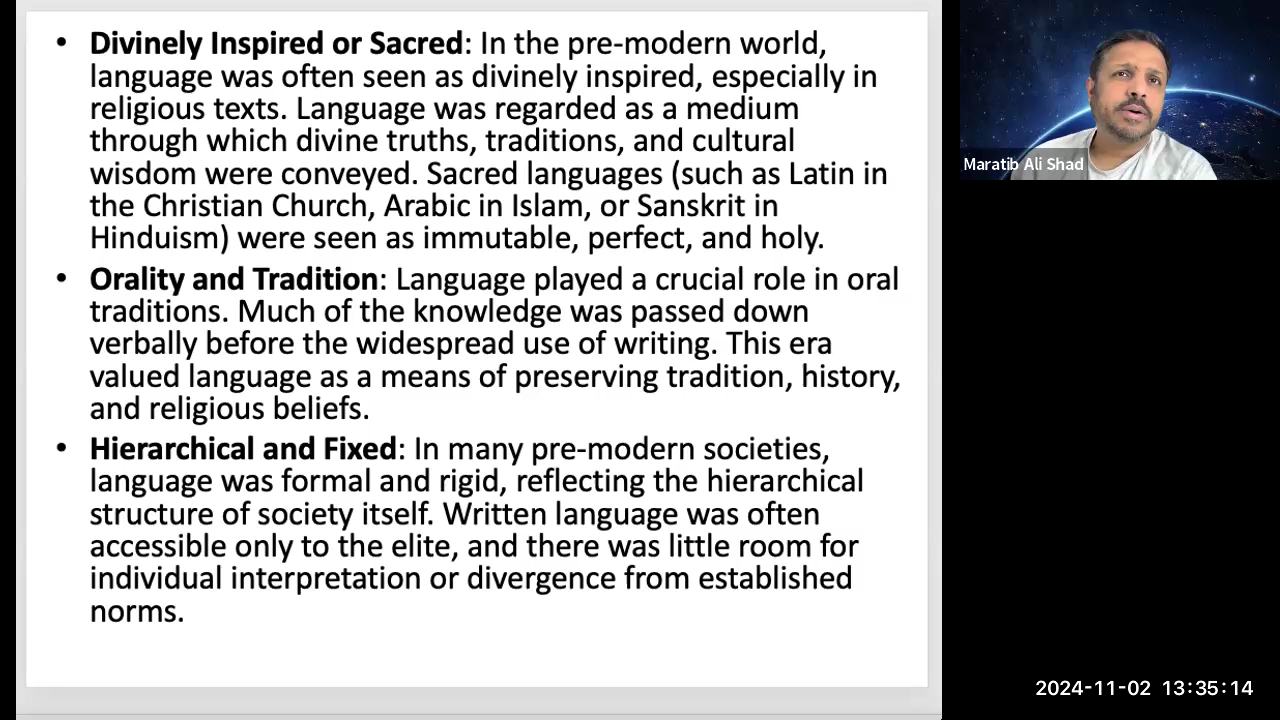 • Divinely Inspired or Sacred: In the pre-modern world,
language was often seen as divinely inspired, especially in
religious texts. Language was regarded as a medium
through which divine truths, traditions, and cultural
wisdom were conveyed. Sacred languages (such as Latin in
the Christian Church, Arabic in Islam, or Sanskrit in
Hinduism) were seen as immutable, perfect, and holy.
• Orality and Tradition: Language played a crucial role in oral
traditions. Much of the knowledge was passed down
verbally before the widespread use of writing. This era
valued language as a means of preserving tradition, history,
and religious beliefs.
• Hierarchical and Fixed: In many pre-modern societies,
language was formal and rigid, reflecting the hierarchical
structure of society itself. Written language was often
accessible only to the elite, and there was little room for
individual interpretation or divergence from established
norms.
Maratib Ali Shad
2024-11-02 13:35:14